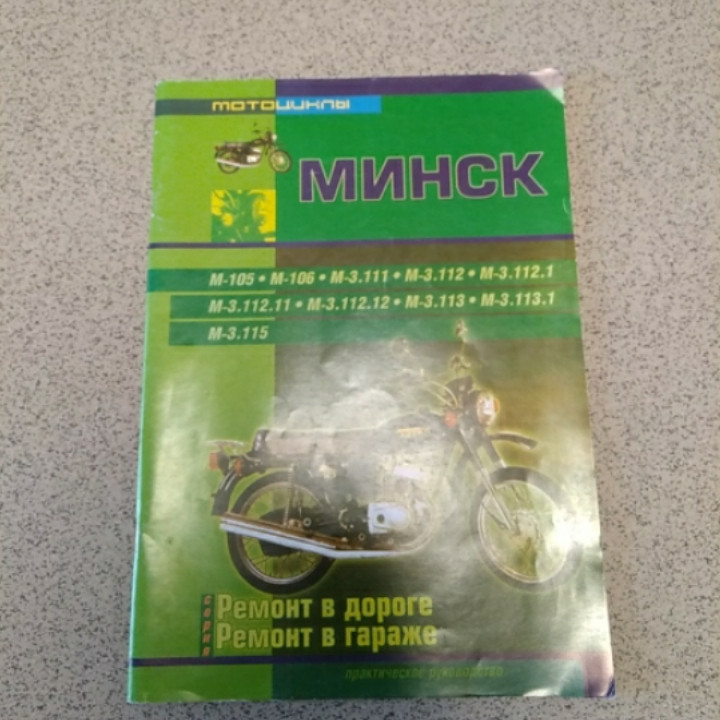 мотоциклы
МИНСК
М-105 • М-106 • М-3.111 • М-3.112 • М-3.112.1
М-3.112.11 • М-3.112.12 • М-3.113 • М-3.113.1
М-3.115
серия
Ремонт в дороге
Ремонт в гараже
практическое руководство